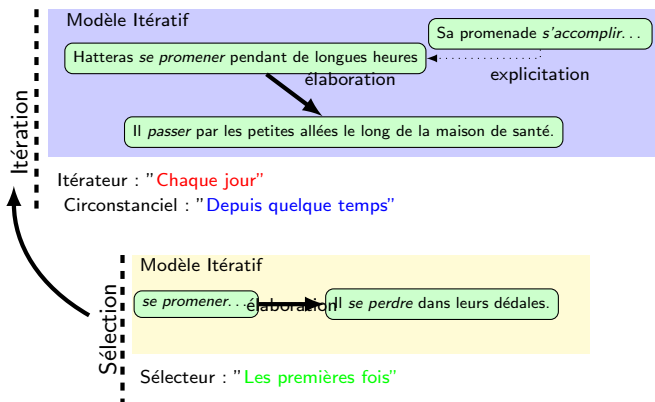 Modèle Itératif
Sa promenade s'accomplir...
Hatteras se promener pendant de longues heures
élaboration
explicitation
Il passer par les petites allées le long de la maison de santé.
Itération
Itérateur : "Chaque jour"
Circonstanciel : "Depuis quelque temps"
Modèle Itératif
se promener...
élaboration
Il se perdre dans leurs dédales.
Sélection
Sélecteur : "Les premières fois"